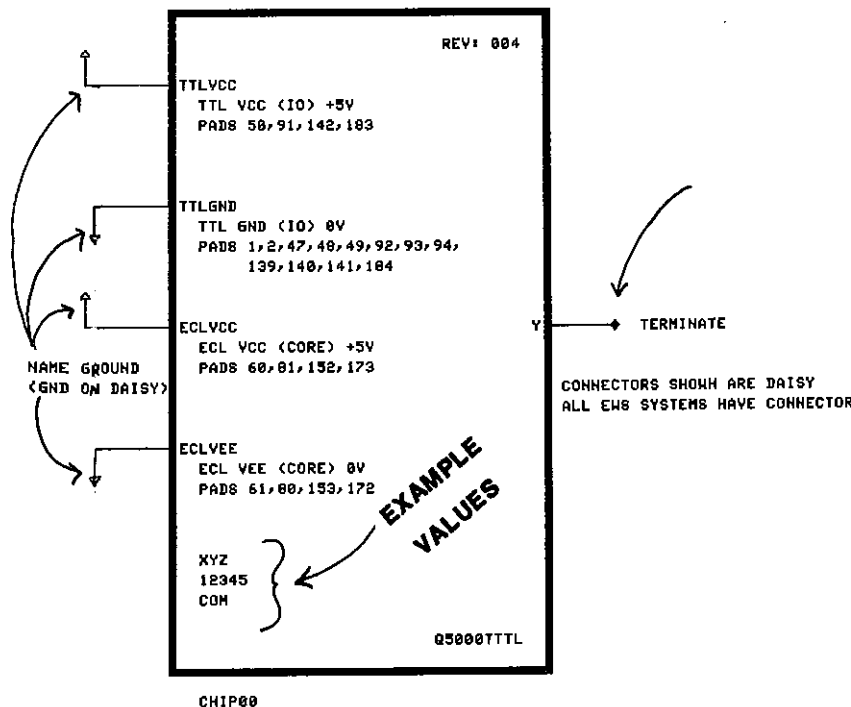 REV: 004
TTLVCC
TTL VCC (IO) +5V
PADS 50,91,142,183
TTLGND
TTL GND (IO) 0V
PADS 1,2,47,48,49,92,93,94,
139,140,141,184
ECLVCC
ECL VCC (CORE) +5V
PADS 60,81,152,173
Y
TERMINATE
NAME GROUND
(GND ON DAISY)
CONNECTORS SHOWN ARE DAISY
ALL EWS SYSTEMS HAVE CONNECTOR
ECLVEE
ECL VEE (CORE) 0V
PADS 61,80,153,172
EXAMPLE
VALUES
XYZ
12345
COM
Q5000TTTL
CHIP00